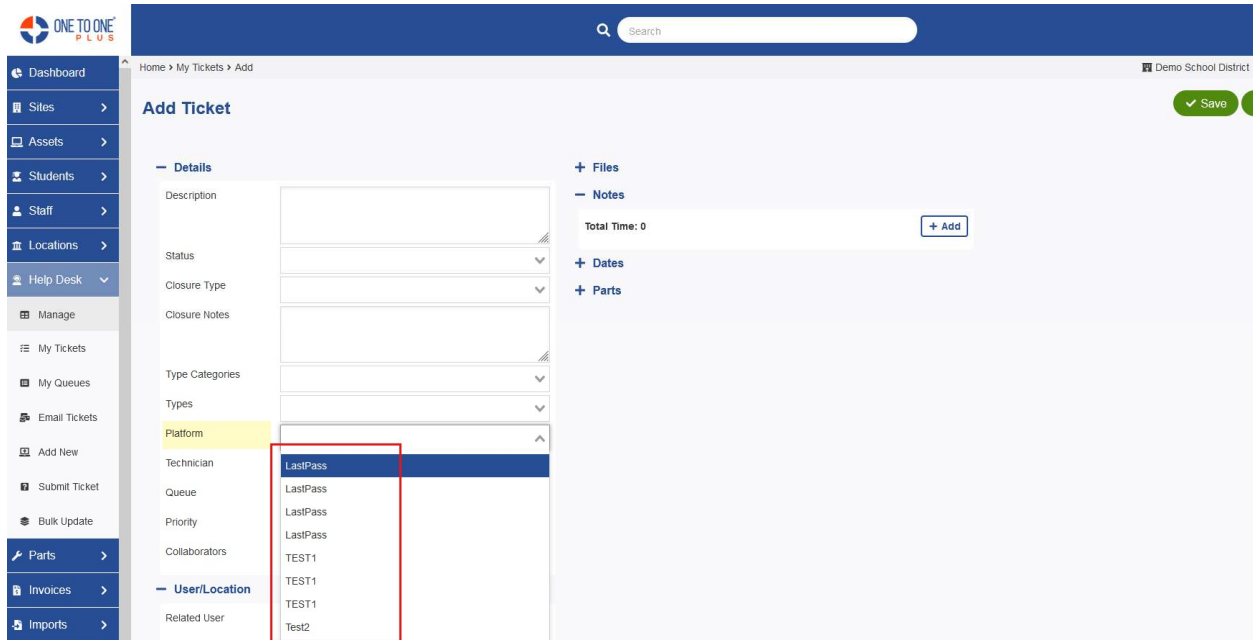 ONE TO ONE
PLUS
Search
Dashboard
Sites
Assets
Students
Staff
Locations
Help Desk
Manage
My Tickets
My Queues
Email Tickets
Add New
Submit Ticket
Bulk Update
Parts
Invoices
Imports
Home > My Tickets > Add
Demo School District
Add Ticket
Save
Details
Description
Status
Closure Type
Closure Notes
Type Categories
Types
Platform
Technician
Queue
Priority
Collaborators
LastPass
LastPass
LastPass
LastPass
TEST1
TEST1
TEST1
Test2
User/Location
Related User
Files
Notes
Total Time: 0
+ Add
Dates
Parts